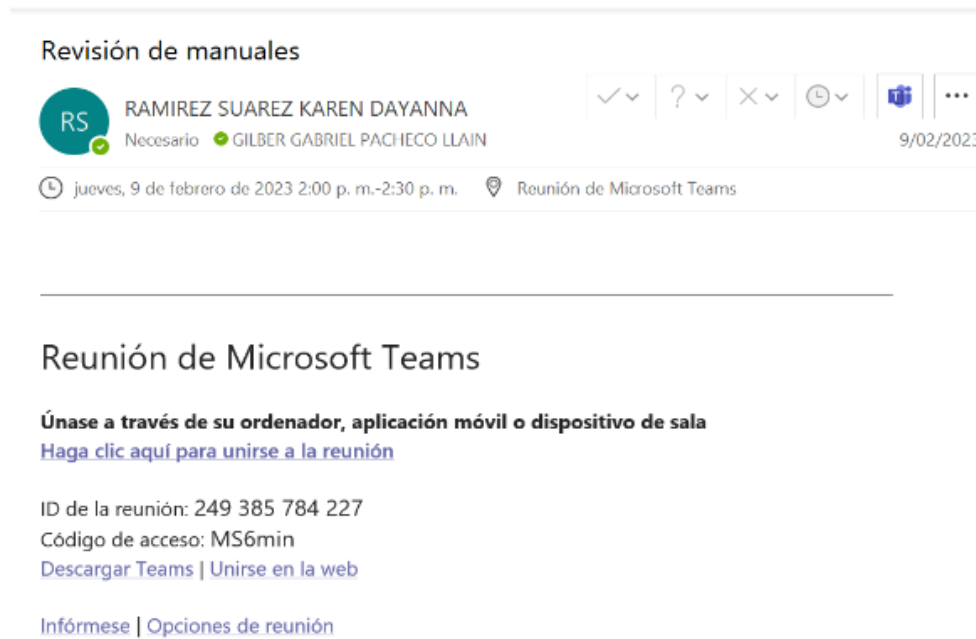 Revisión de manuales
RS
RAMIREZ SUAREZ KAREN DAYANNA
Necesario GILBER GABRIEL PACHECO LLAIN
9/02/2023
jueves, 9 de febrero de 2023 2:00 p. m.-2:30 p. m. Reunión de Microsoft Teams
Reunión de Microsoft Teams
Únase a través de su ordenador, aplicación móvil o dispositivo de sala
Haga clic aquí para unirse a la reunión
ID de la reunión: 249 385 784 227
Código de acceso: MS6min
Descargar Teams | Unirse en la web
Infórmese | Opciones de reunión